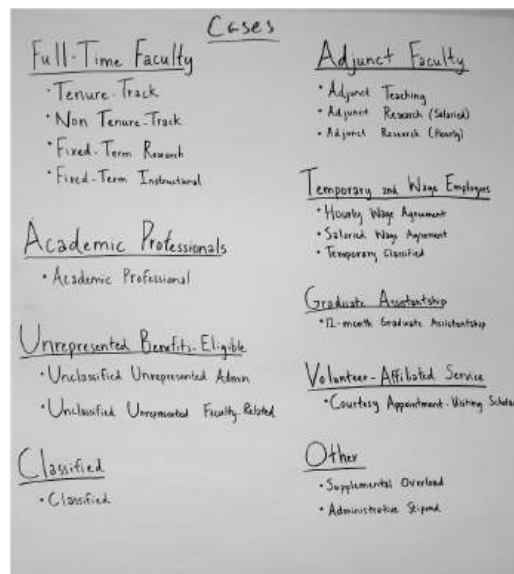 Cases
Full-Time Faculty
• Tenure-Track
• Non Tenure-Track
• Fixed-Term Research
• Fixed-Term Instructional
Academic Professionals
• Academic Professional
Unrepresented Benefits-Eligible
• Unclassified Unrepresented Admin
• Unclassified Unrepresented Faculty-Related
Classified
• Classified
Adjunct Faculty
• Adjunct Teaching
• Adjunct Research (Salaried)
• Adjunct Research (Hourly)
Temporary and Wage Employees
• Hourly Wage Agreement
• Salaried Wage Agreement
• Temporary Classified
Graduate Assistantship
• 12-month Graduate Assistantship
Volunteer-Affiliated Service
• Courtesy Appointment-Visiting Scholar
Other
• Supplemental Overload
• Administrative Stipend